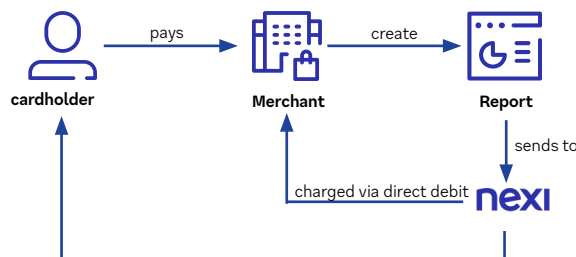 pays
create
cardholder
Merchant
Report
sends to
charged via direct debit
nexi